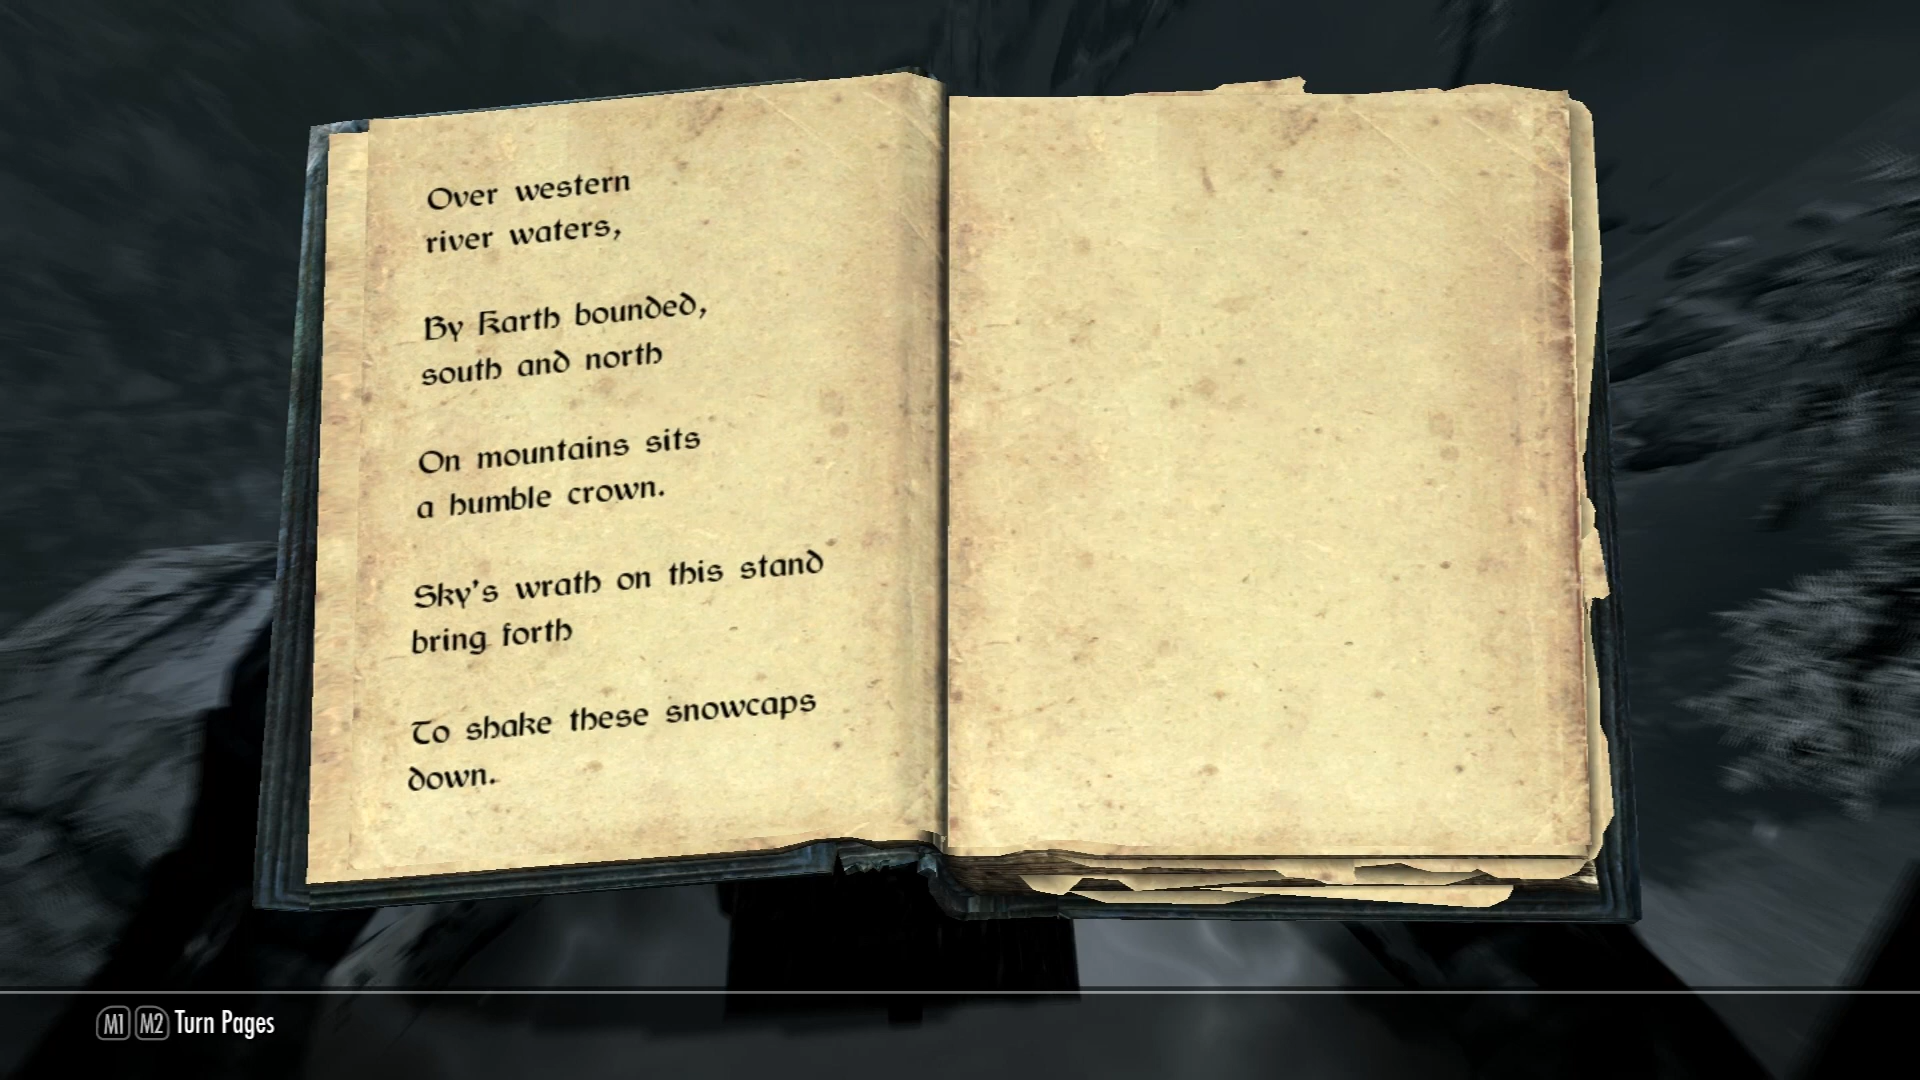 Over western
river waters,
By Karth bounded,
south and north
On mountains sits
a humble crown.
Sky's wrath on this stand
bring forth
To shake these snowcaps
down.
M1 M2 Turn Pages